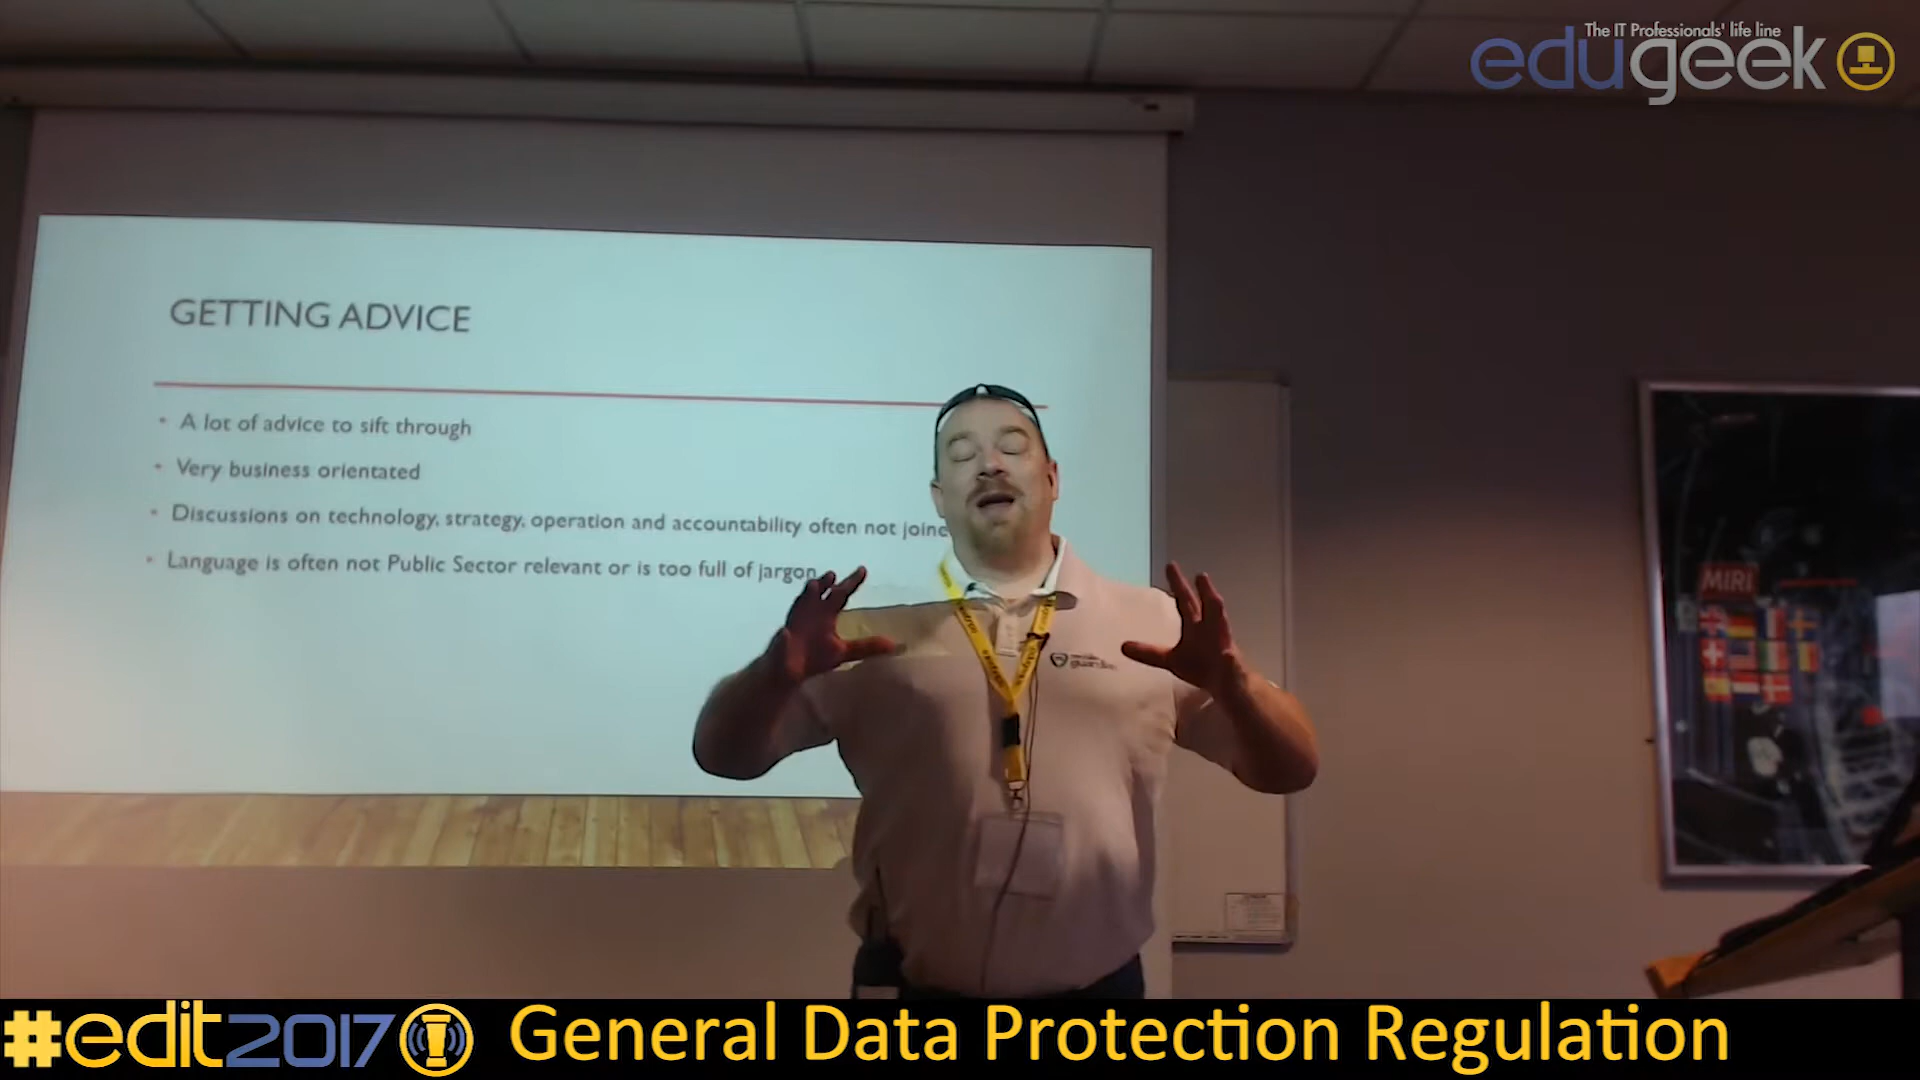 The IT Professionals' life line
edugeek
GETTING ADVICE
• A lot of advice to sift through
• Very business orientated
• Discussions on technology, strategy, operation and accountability often not joine
• Language is often not Public Sector relevant or is too full of jargon
MIRI
#edit2017 General Data Protection Regulation